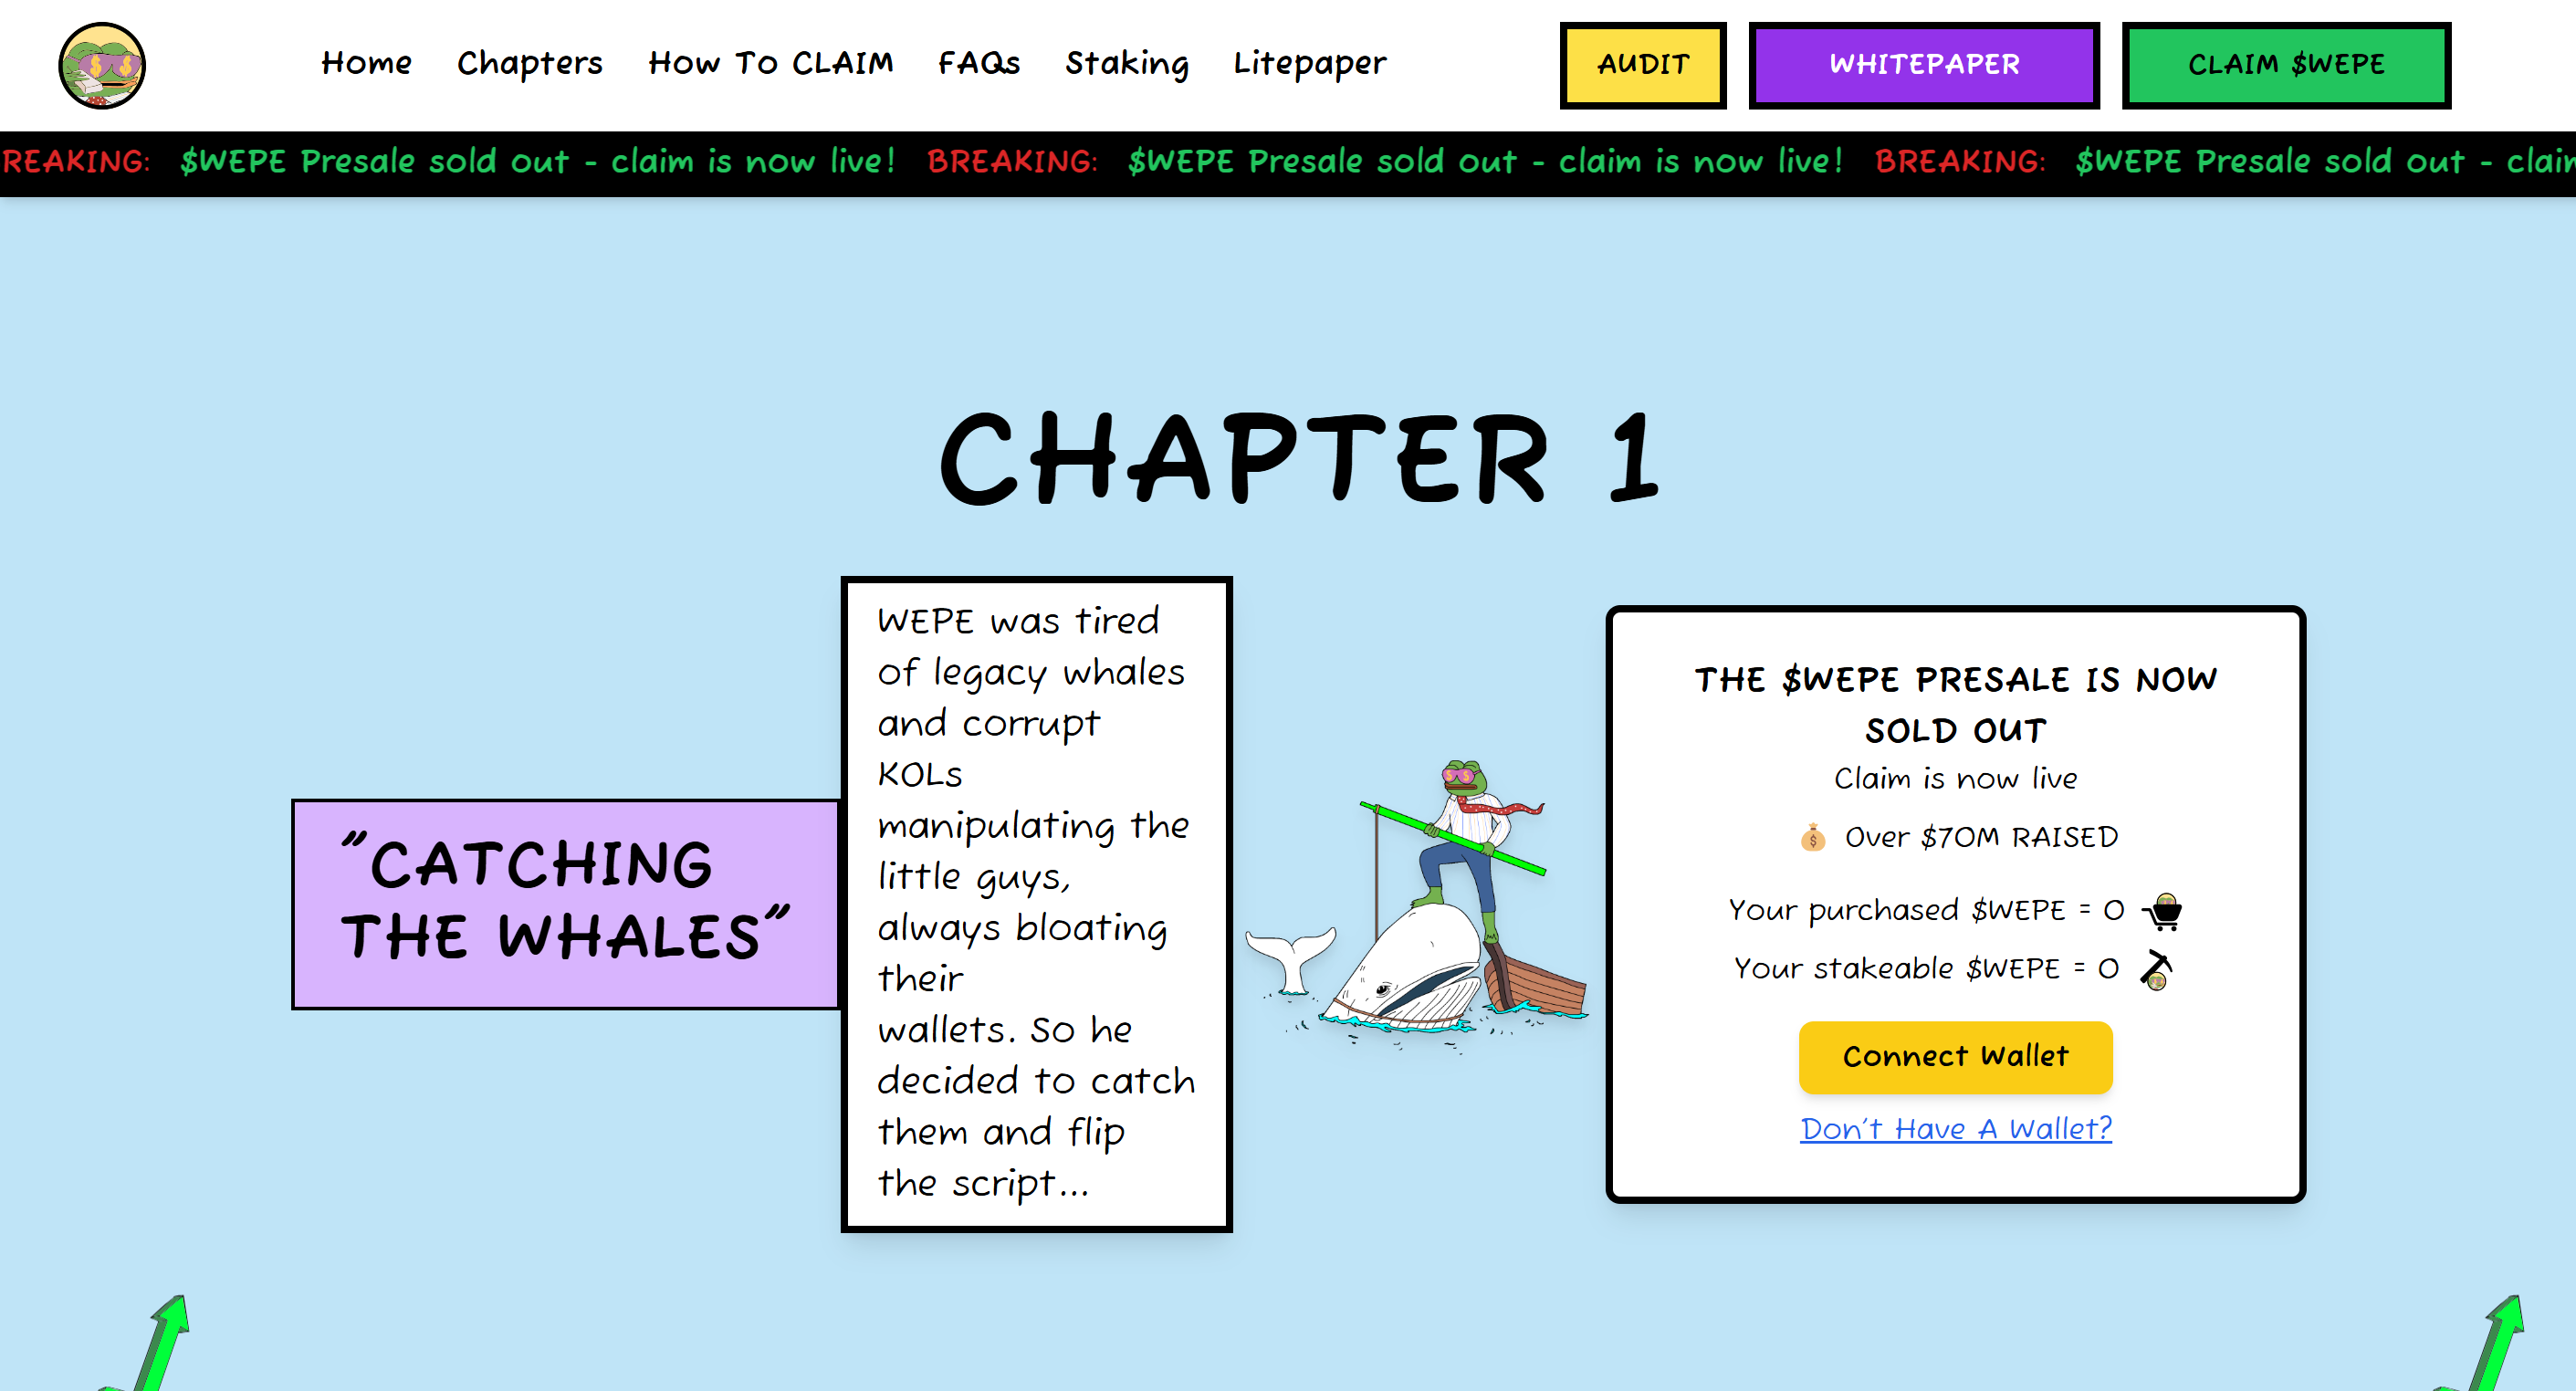 Home Chapters How To CLAIM FAQs Staking Litepaper AUDIT WHITEPAPER CLAIM $WEPE
REAKING: $WEPE Presale sold out - claim is now live! BREAKING: $WEPE Presale sold out - claim is now live! BREAKING: $WEPE Presale sold out - claim
CHAPTER 1
"CATCHING
THE WHALES"
WEPE was tired
of legacy whales
and corrupt
KOLs
manipulating the
little guys,
always bloating
their
wallets. So he
decided to catch
them and flip
the script...
THE $WEPE PRESALE IS NOW
SOLD OUT
Claim is now live
Over $70M RAISED
Your purchased $WEPE = 0
Your stakeable $WEPE = 0
Connect Wallet
Don't Have A Wallet?